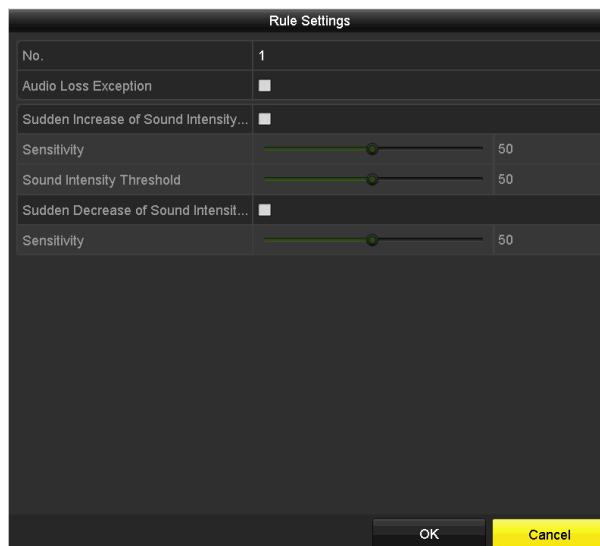 Rule Settings
No. 1
Audio Loss Exception
Sudden Increase of Sound Intensity...
Sensitivity 50
Sound Intensity Threshold 50
Sudden Decrease of Sound Intensit...
Sensitivity 50
OK Cancel